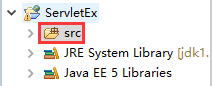 ServletEx
src
JRE System Library [jdk1.
Java EE 5 Libraries